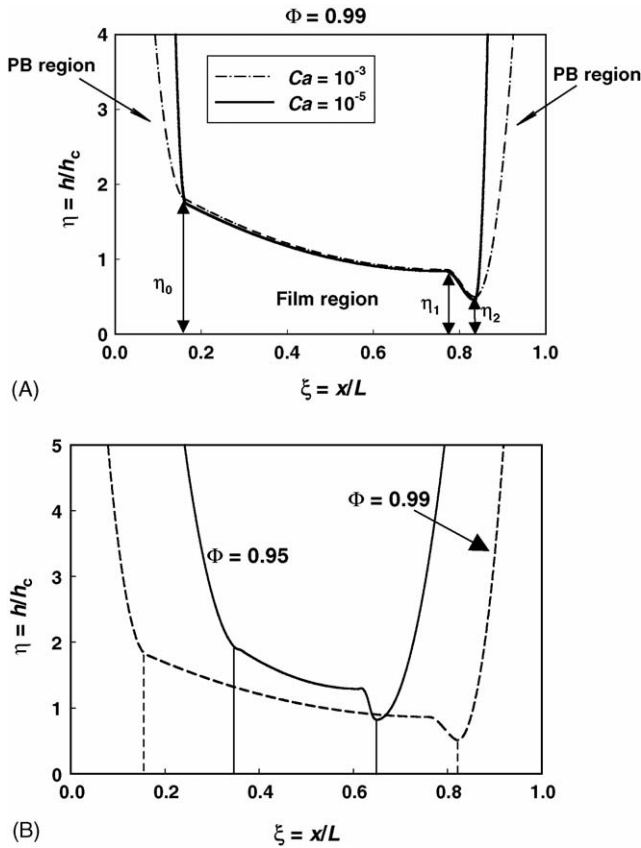 Φ = 0.99
4
3
2
1
0
η = h/h_c
PB region
PB region
Ca = 10⁻³
Ca = 10⁻⁵
η₀
Film region
η₁
η₂
0.0 0.2 0.4 0.6 0.8 1.0
ξ = x/L
(A)
5
4
3
2
1
0
η = h/h_c
Φ = 0.99
Φ = 0.95
0.0 0.2 0.4 0.6 0.8 1.0
ξ = x/L
(B)